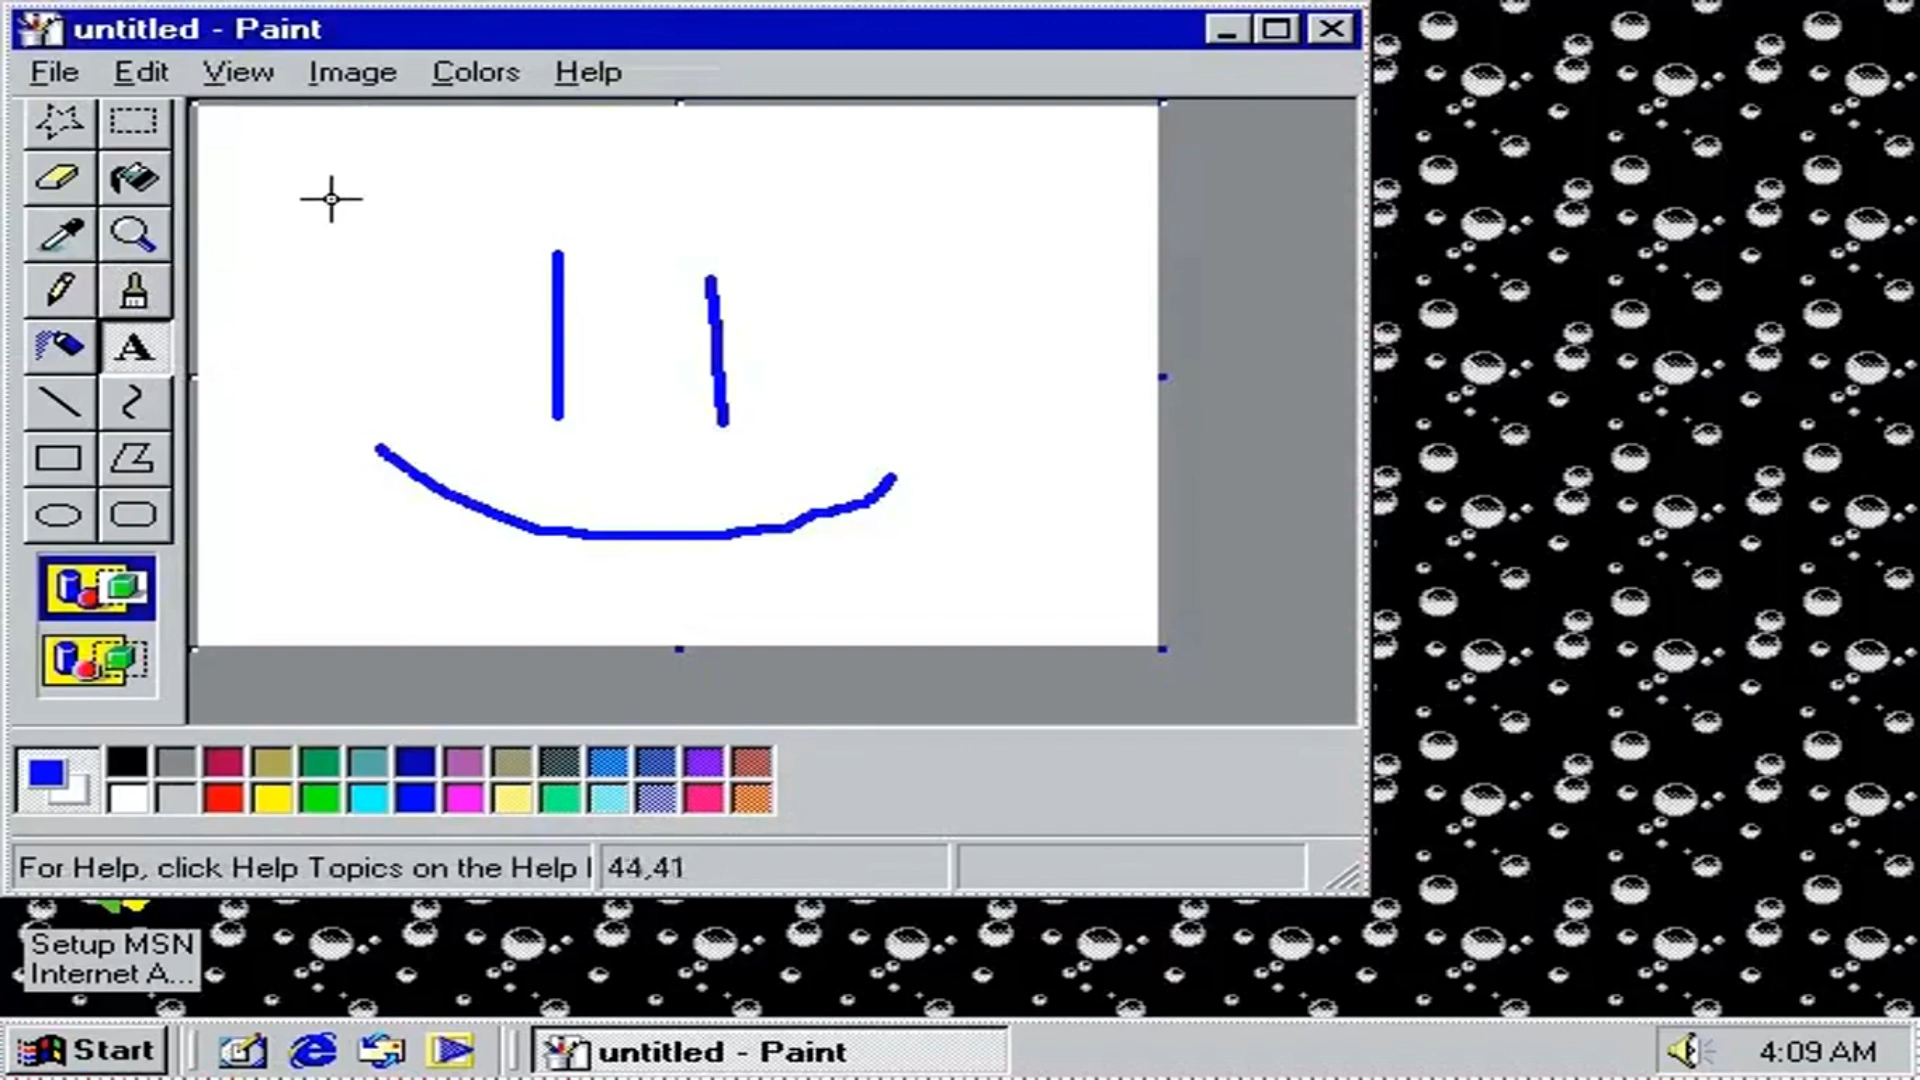 untitled - Paint
File Edit View Image Colors Help
A
For Help, click Help Topics on the Help
44,41
Setup MSN
Internet A...
Start
untitled - Paint
4:09 AM